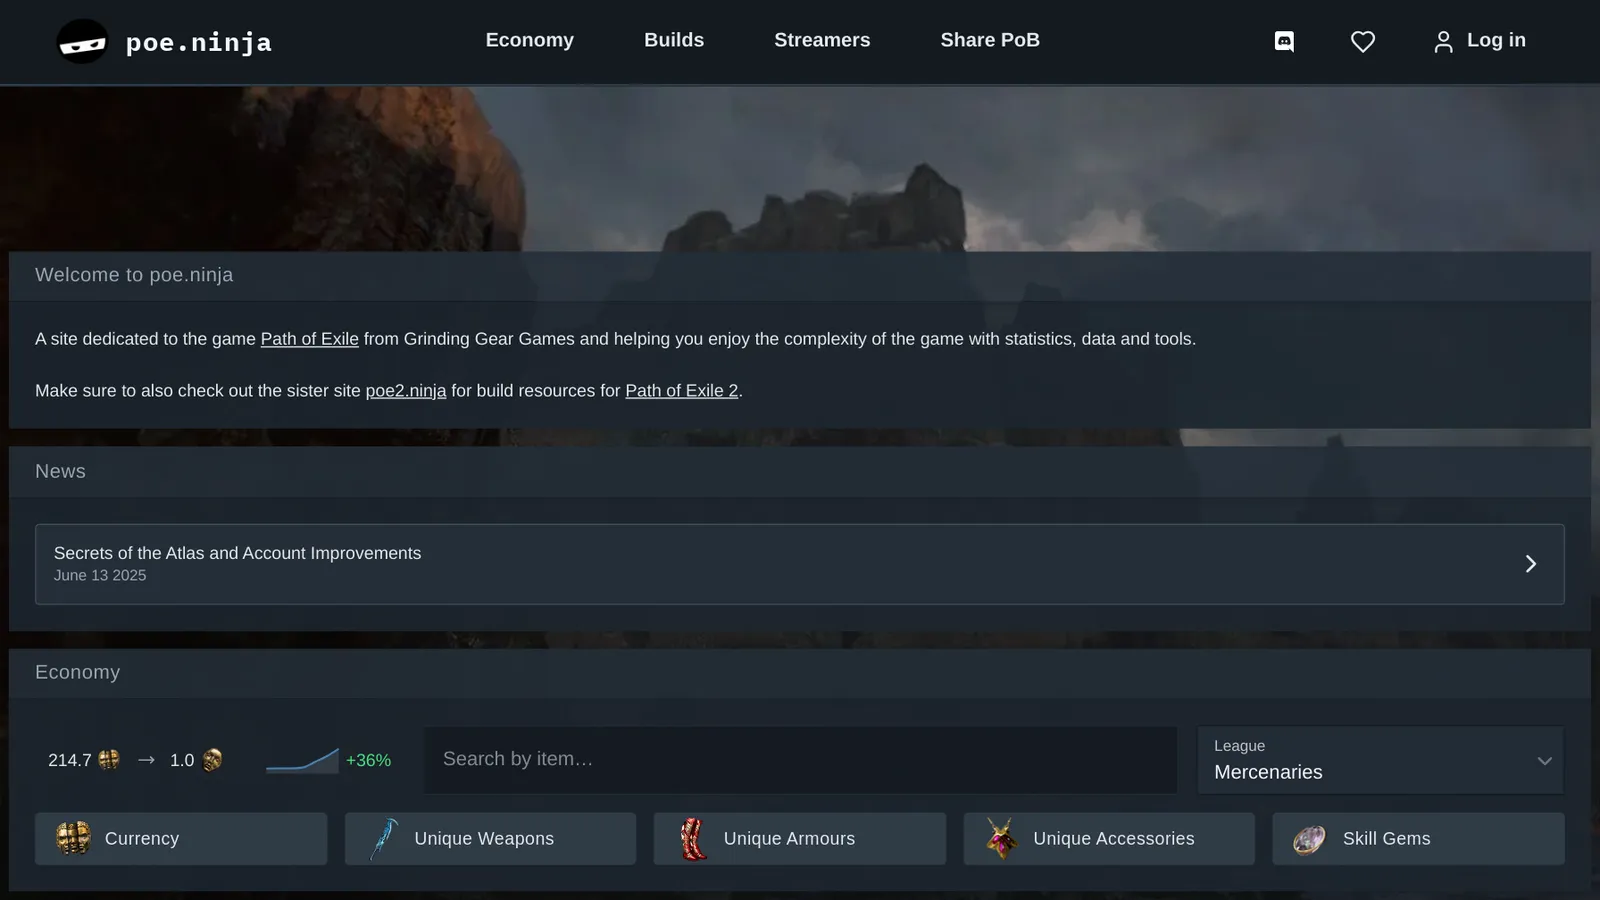 poe.ninja
Economy
Builds
Streamers
Share PoB
Log in
Welcome to poe.ninja
A site dedicated to the game Path of Exile from Grinding Gear Games and helping you enjoy the complexity of the game with statistics, data and tools.
Make sure to also check out the sister site poe2.ninja for build resources for Path of Exile 2.
News
Secrets of the Atlas and Account Improvements
June 13 2025
Economy
214.7 → 1.0 +36%
Search by item…
League
Mercenaries
Currency
Unique Weapons
Unique Armours
Unique Accessories
Skill Gems